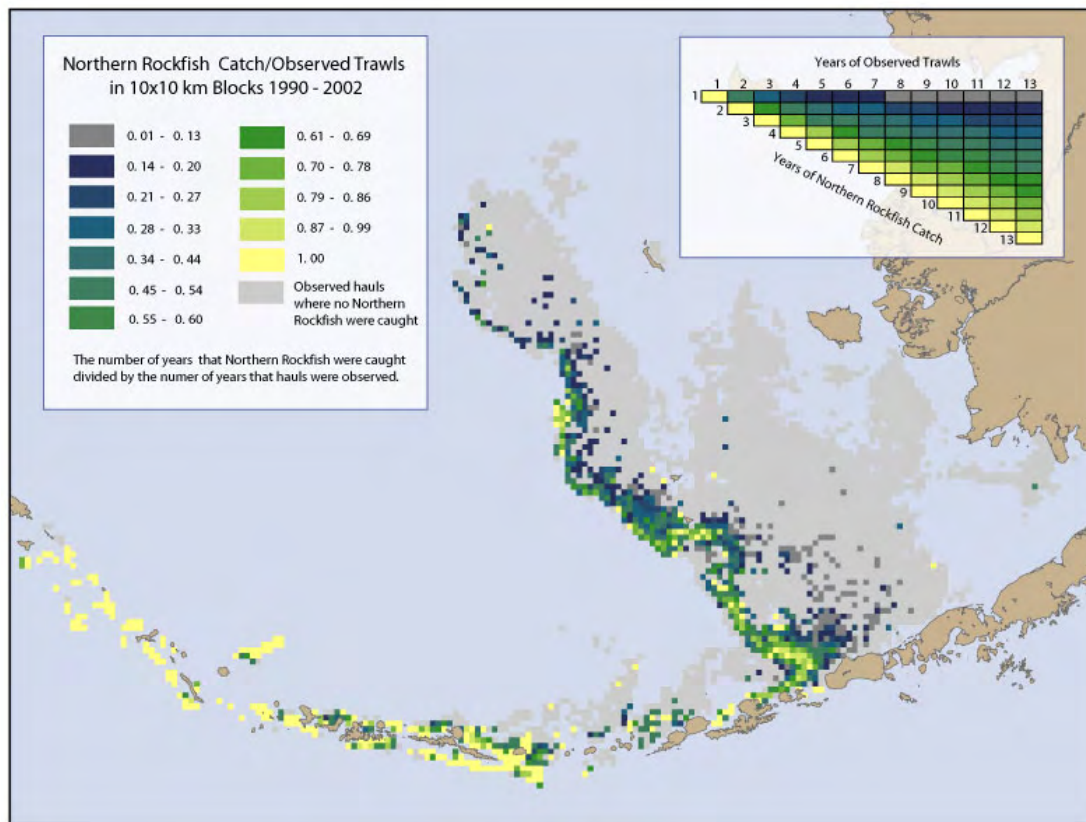 Northern Rockfish Catch/Observed Trawls
in 10x10 km Blocks 1990 - 2002
0.01 - 0.13
0.14 - 0.20
0.21 - 0.27
0.28 - 0.33
0.34 - 0.44
0.45 - 0.54
0.55 - 0.60
0.61 - 0.69
0.70 - 0.78
0.79 - 0.86
0.87 - 0.99
1.00
Observed hauls
where no Northern
Rockfish were caught
The number of years that Northern Rockfish were caught
divided by the numer of years that hauls were observed.
Years of Observed Trawls
1 2 3 4 5 6 7 8 9 10 11 12 13
1
2
3
4
5
6
7
8
9
10
11
12
13
Years of Northern Rockfish Catch